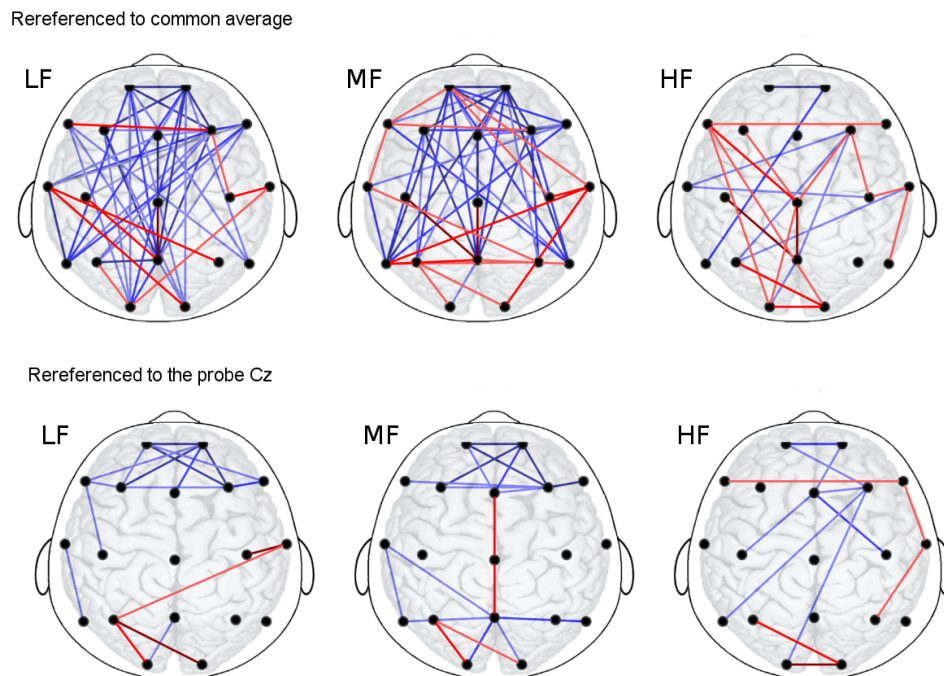 Rereferenced to common average
LF MF HF
Rereferenced to the probe Cz
LF MF HF